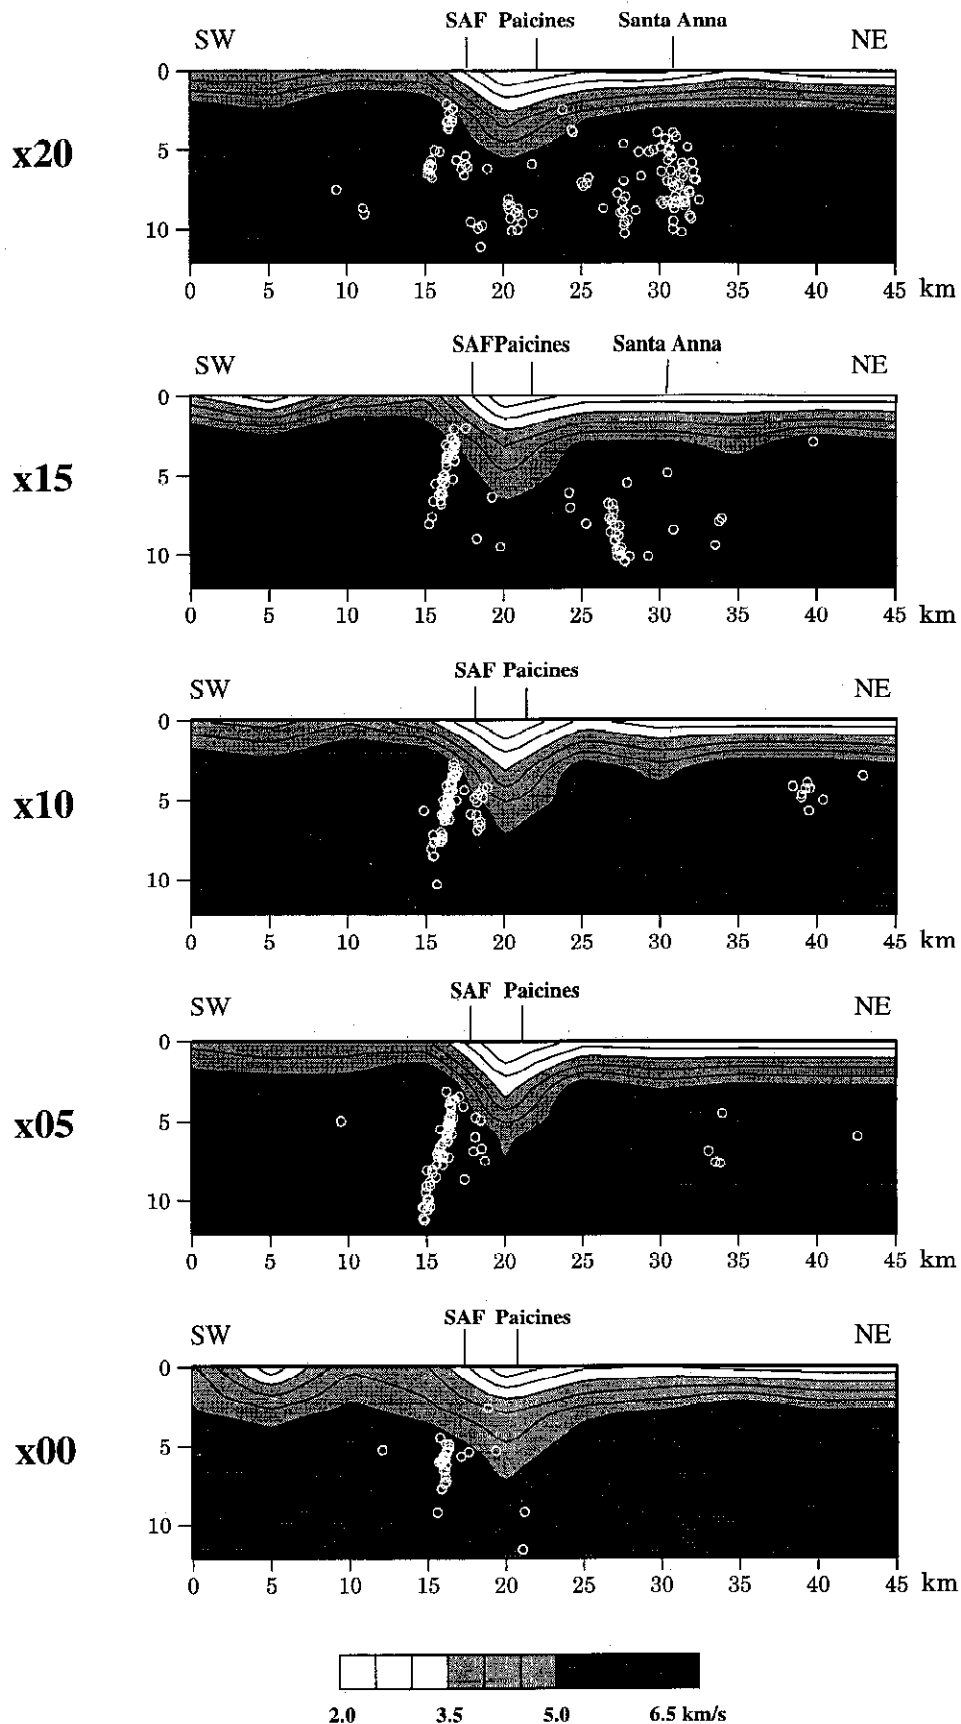 SAF Paicines Santa Anna
SW NE
x20
0
5
10
0 5 10 15 20 25 30 35 40 45 km
SAFPaicines Santa Anna
SW NE
x15
0
5
10
0 5 10 15 20 25 30 35 40 45 km
SAF Paicines
SW NE
x10
0
5
10
0 5 10 15 20 25 30 35 40 45 km
SAF Paicines
SW NE
x05
0
5
10
0 5 10 15 20 25 30 35 40 45 km
SAF Paicines
SW NE
x00
0
5
10
0 5 10 15 20 25 30 35 40 45 km
2.0 3.5 5.0 6.5 km/s